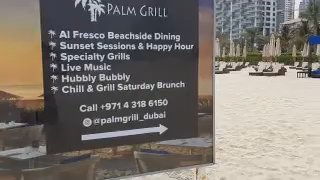 PALM GRILL
Al Fresco Beachside Dining
Sunset Sessions & Happy Hour
Specialty Grills
Live Music
Hubbly Bubbly
Chill & Grill Saturday Brunch
Call +971 4 318 6150
@palmgrill_dubai